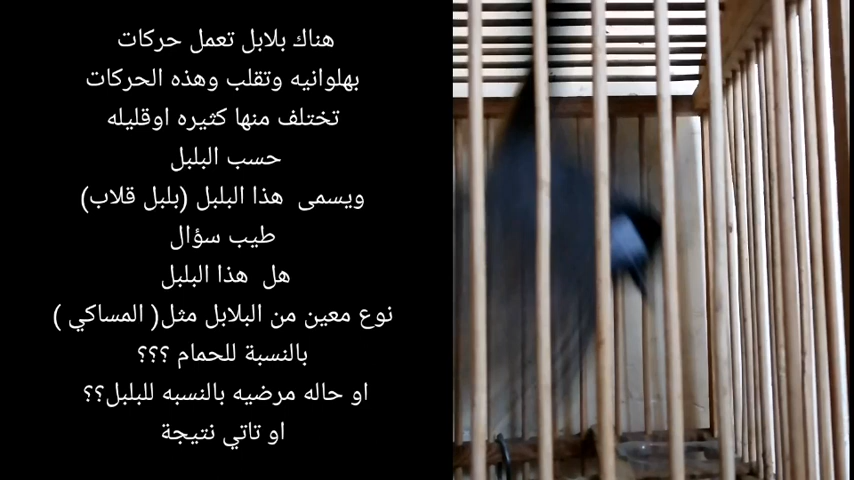 هناك بلابل تعمل حركات
بهلوانيه وتقلب وهذه الحركات
تختلف منها كثيره اوقليله
حسب البلبل
ويسمى  هذا البلبل (بلبل قلاب)
طيب سؤال
هل  هذا البلبل
نوع معين من البلابل مثل( المساكي )
بالنسبة للحمام ؟؟؟
او حاله مرضيه بالنسبه للبلبل؟؟
او تاتي نتيجة